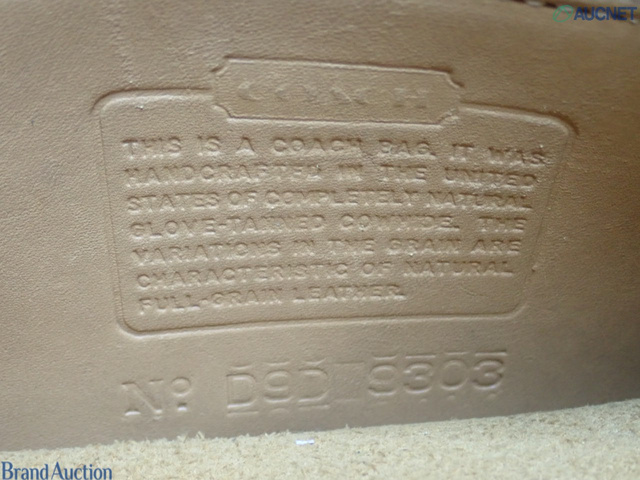 AUCNET
COACH
THIS IS A COACH BAG. IT WAS
HANDCRAFTED IN THE UNITED
STATES OF COMPLETELY NATURAL
GLOVE-TANNED COWHIDE. THE
VARIATIONS IN THE GRAIN ARE
CHARACTERISTIC OF NATURAL
FULL-GRAIN LEATHER.
No D9D 9303
Brand Auction